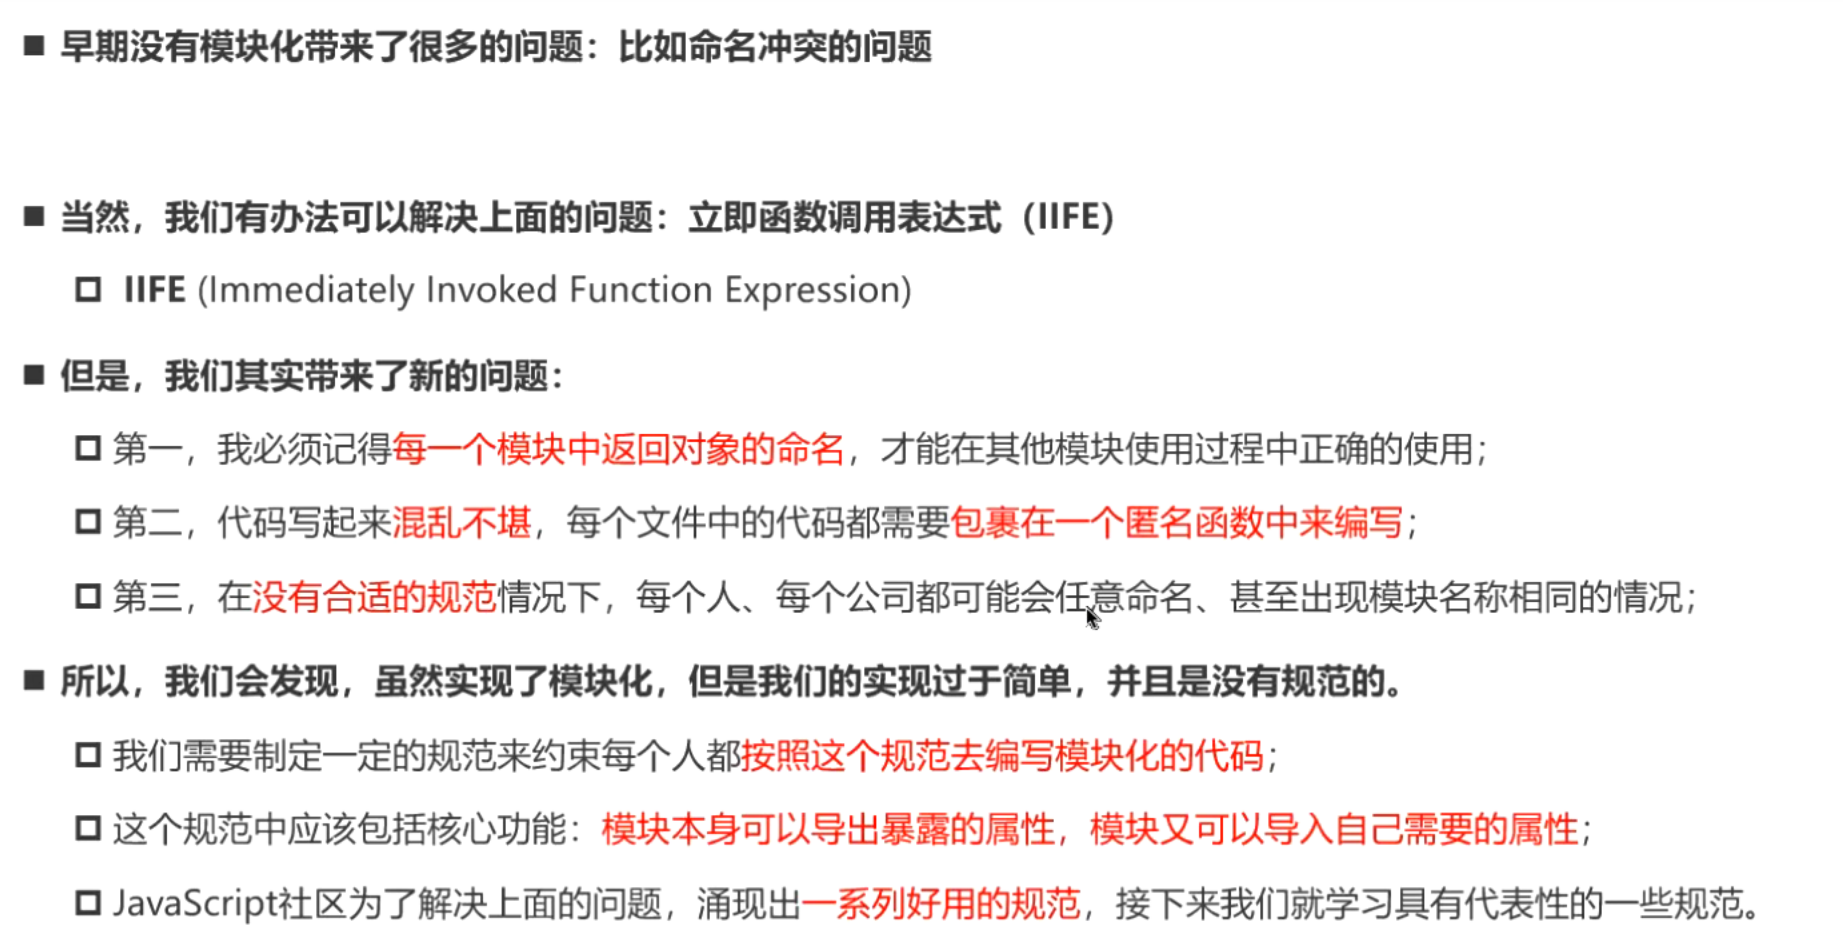 早期没有模块化带来了很多的问题：比如命名冲突的问题
当然，我们有办法可以解决上面的问题：立即函数调用表达式（IIFE）
IIFE (Immediately Invoked Function Expression)
但是，我们其实带来了新的问题：
第一，我必须记得每一个模块中返回对象的命名，才能在其他模块使用过程中正确的使用；
第二，代码写起来混乱不堪，每个文件中的代码都需要包裹在一个匿名函数中来编写；
第三，在没有合适的规范情况下，每个人、每个公司都可能会任意命名、甚至出现模块名称相同的情况；
所以，我们会发现，虽然实现了模块化，但是我们的实现过于简单，并且是没有规范的。
我们需要制定一定的规范来约束每个人都按照这个规范去编写模块化的代码；
这个规范中应该包括核心功能：模块本身可以导出暴露的属性，模块又可以导入自己需要的属性；
JavaScript社区为了解决上面的问题，涌现出一系列好用的规范，接下来我们就学习具有代表性的一些规范。